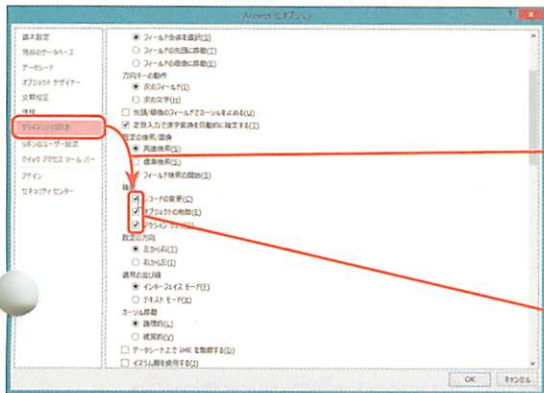 Access のオプション
基本設定
現在のデータベース
データシート
オブジェクト デザイナー
文章校正
言語
クライアントの設定
リボンのユーザー設定
クイック アクセス ツール バー
アドイン
セキュリティ センター
フィールド全体を選択(S)
フィールドの先頭に移動(T)
フィールドの最後に移動(E)
方向キーの動作
次のフィールド(I)
次の文字(H)
先頭/最後のフィールドでカーソルを止める(U)
定型入力で漢字変換を自動的に確定する(I)
既定の検索/置換
高速検索(S)
標準検索(S)
フィールド検索の開始(S)
確認
レコードの変更(C)
オブジェクトの削除(E)
アクション クエリ
既定の方向
左から右(I)
右から左(I)
通常の並び順
インターフェイス モード(F)
テキスト モード(X)
カーソル移動
論理的(L)
視覚的(V)
データシート上で IME を制御する(D)
イスラム暦を使用する(I)
OK
キャンセル